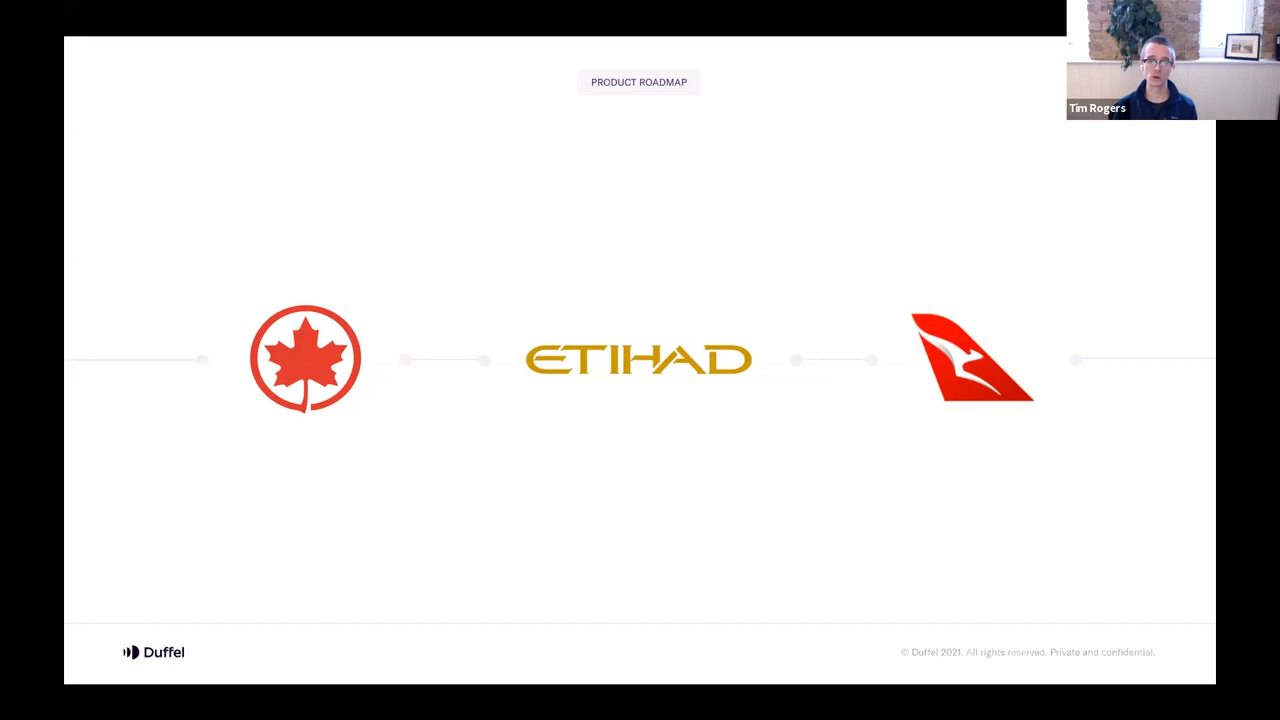 PRODUCT ROADMAP
Tim Rogers
ETIHAD
Duffel
© Duffel 2021. All rights reserved. Private and confidential.